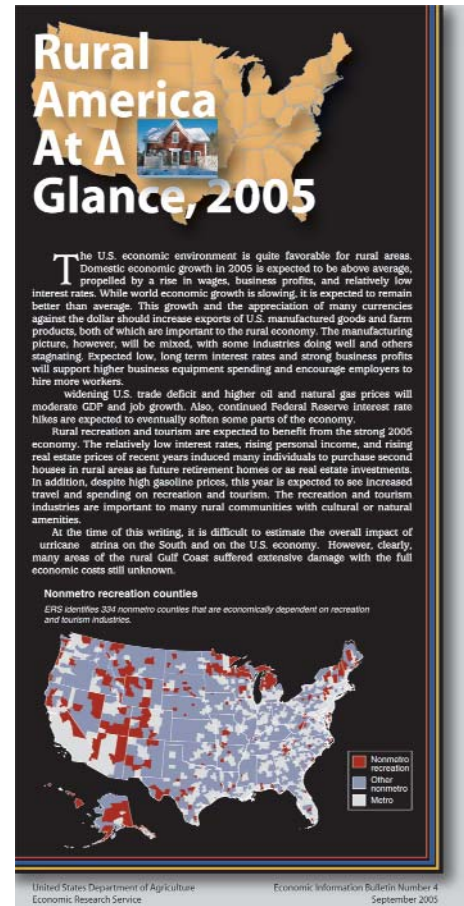 Rural
America
At A
Glance, 2005
The U.S. economic environment is quite favorable for rural areas.
Domestic economic growth in 2005 is expected to be above average,
propelled by a rise in wages, business profits, and relatively low
interest rates. While world economic growth is slowing, it is expected to remain
better than average. This growth and the appreciation of many currencies
against the dollar should increase exports of U.S. manufactured goods and farm
products, both of which are important to the rural economy. The manufacturing
picture, however, will be mixed, with some industries doing well and others
stagnating. Expected low, long term interest rates and strong business profits
will support higher business equipment spending and encourage employers to
hire more workers.
widening U.S. trade deficit and higher oil and natural gas prices will
moderate GDP and job growth. Also, continued Federal Reserve interest rate
hikes are expected to eventually soften some parts of the economy.
Rural recreation and tourism are expected to benefit from the strong 2005
economy. The relatively low interest rates, rising personal income, and rising
real estate prices of recent years induced many individuals to purchase second
houses in rural areas as future retirement homes or as real estate investments.
In addition, despite high gasoline prices, this year is expected to see increased
travel and spending on recreation and tourism. The recreation and tourism
industries are important to many rural communities with cultural or natural
amenities.
At the time of this writing, it is difficult to estimate the overall impact of
urricane atrina on the South and on the U.S. economy. However, clearly,
many areas of the rural Gulf Coast suffered extensive damage with the full
economic costs still unknown.
Nonmetro recreation counties
ERS identifies 334 nonmetro counties that are economically dependent on recreation
and tourism industries.
Nonmetro
recreation
Other
nonmetro
Metro
United States Department of Agriculture
Economic Research Service
Economic Information Bulletin Number 4
September 2005